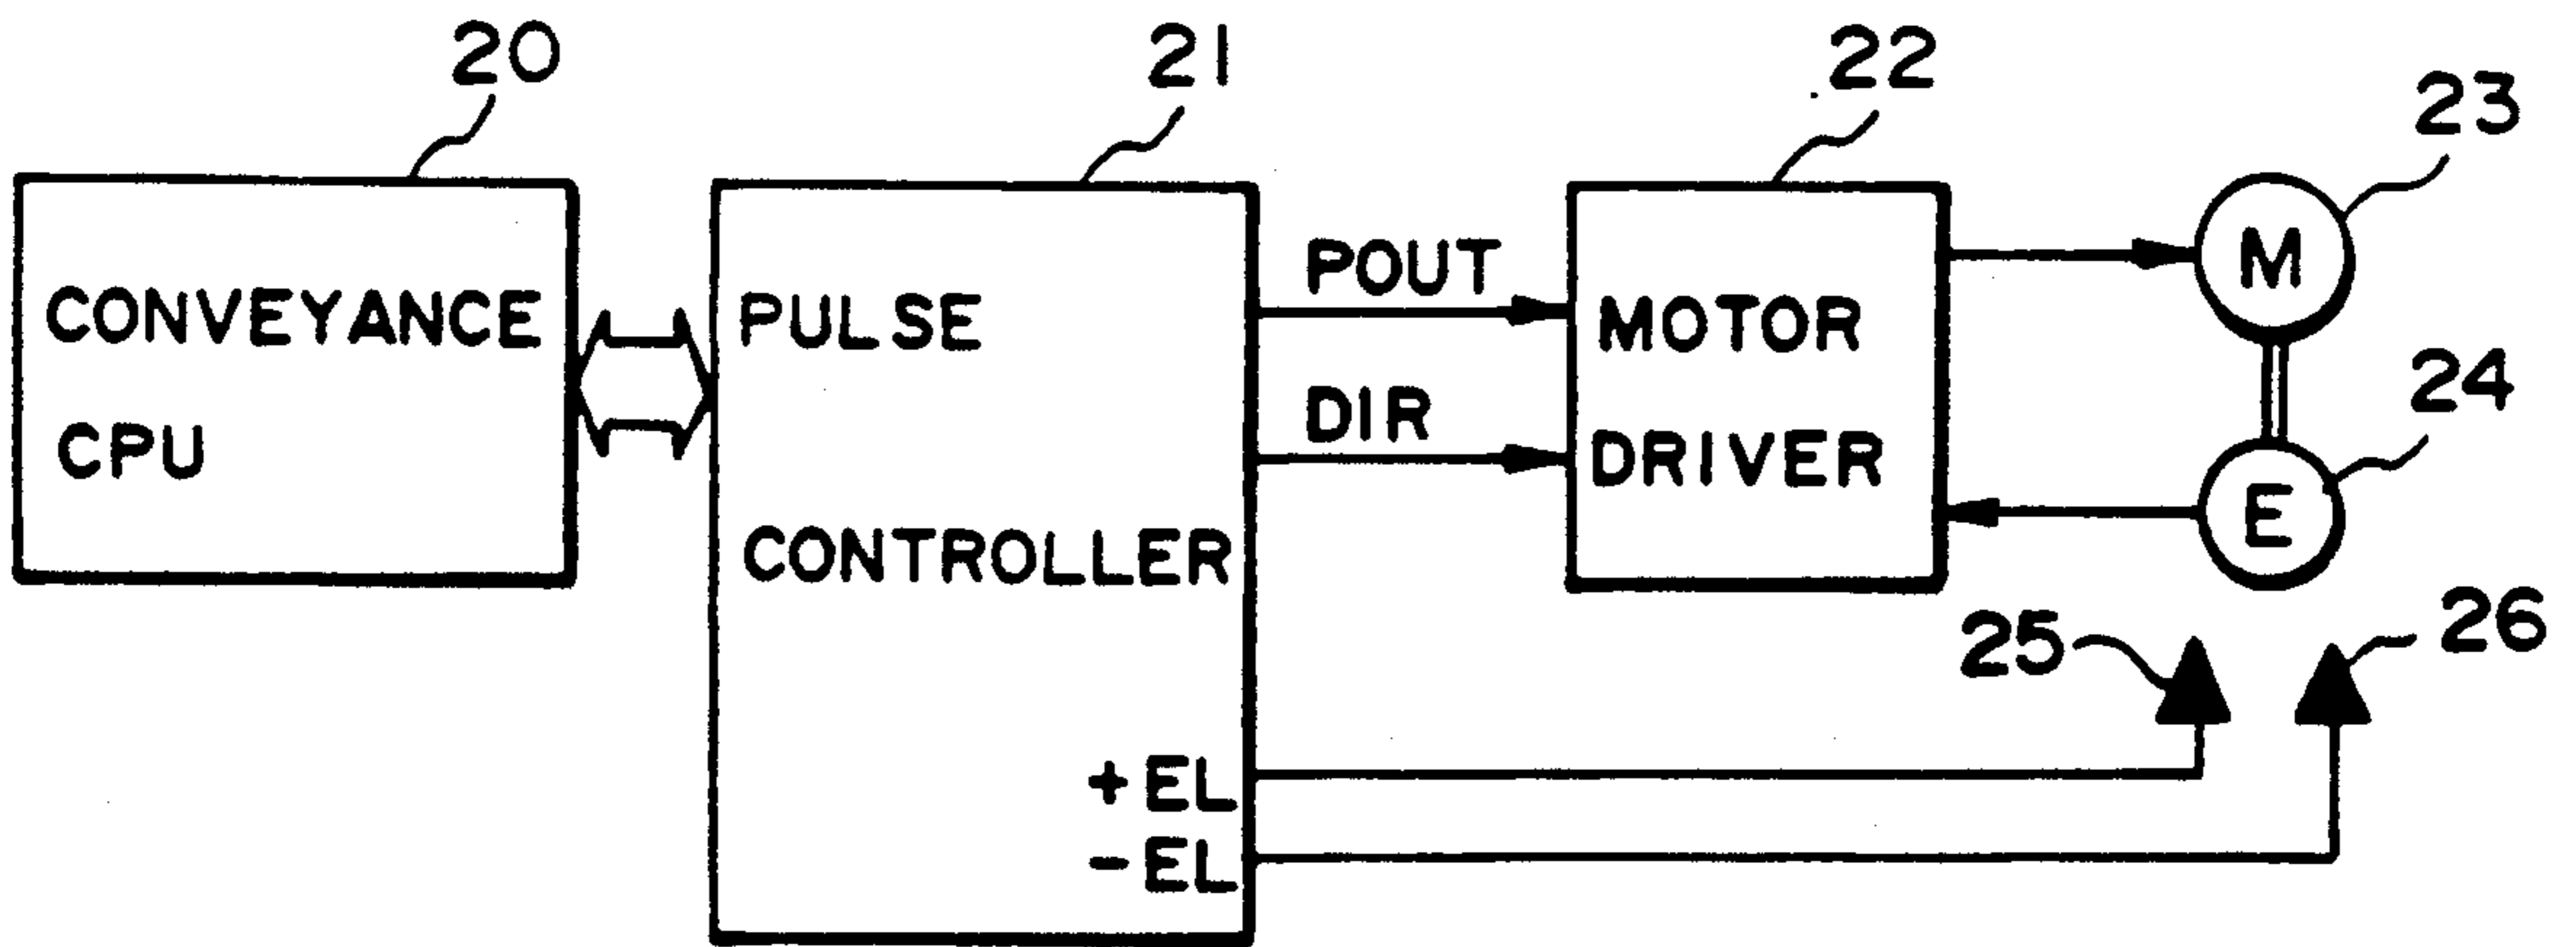 20
21
22
23
CONVEYANCE
CPU
PULSE
CONTROLLER
POUT
DIR
MOTOR
DRIVER
M
24
E
25
26
+EL
-EL